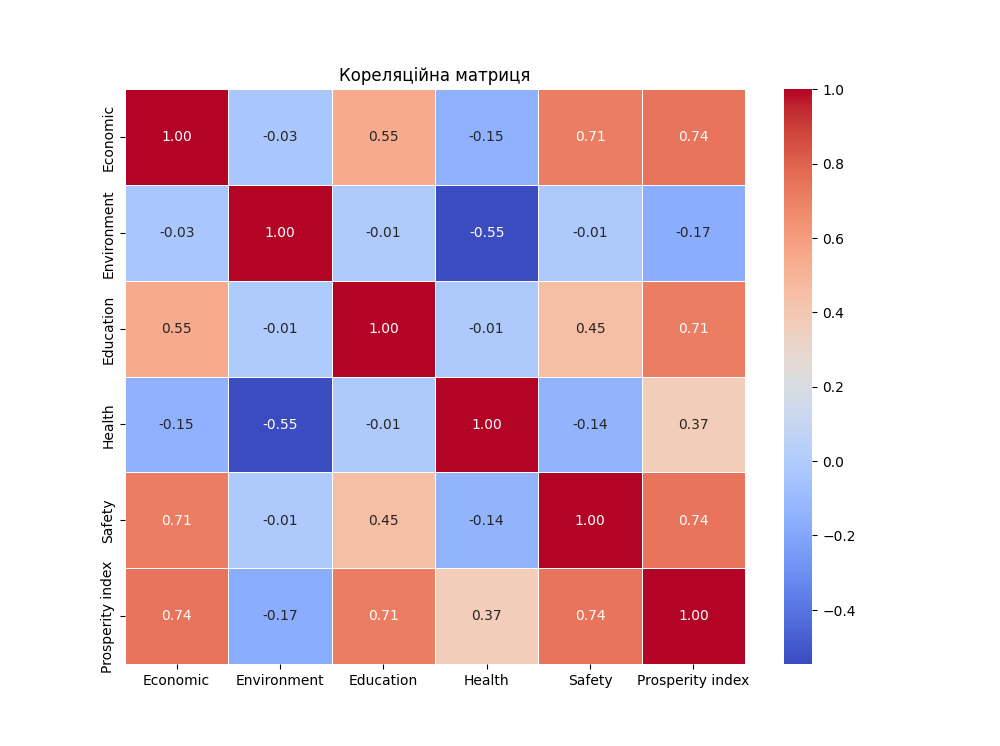 Кореляційна матриця
Economic 1.00 -0.03 0.55 -0.15 0.71 0.74
Environment -0.03 1.00 -0.01 -0.55 -0.01 -0.17
Education 0.55 -0.01 1.00 -0.01 0.45 0.71
Health -0.15 -0.55 -0.01 1.00 -0.14 0.37
Safety 0.71 -0.01 0.45 -0.14 1.00 0.74
Prosperity index 0.74 -0.17 0.71 0.37 0.74 1.00
Economic Environment Education Health Safety Prosperity index
1.0
0.8
0.6
0.4
0.2
0.0
−0.2
−0.4